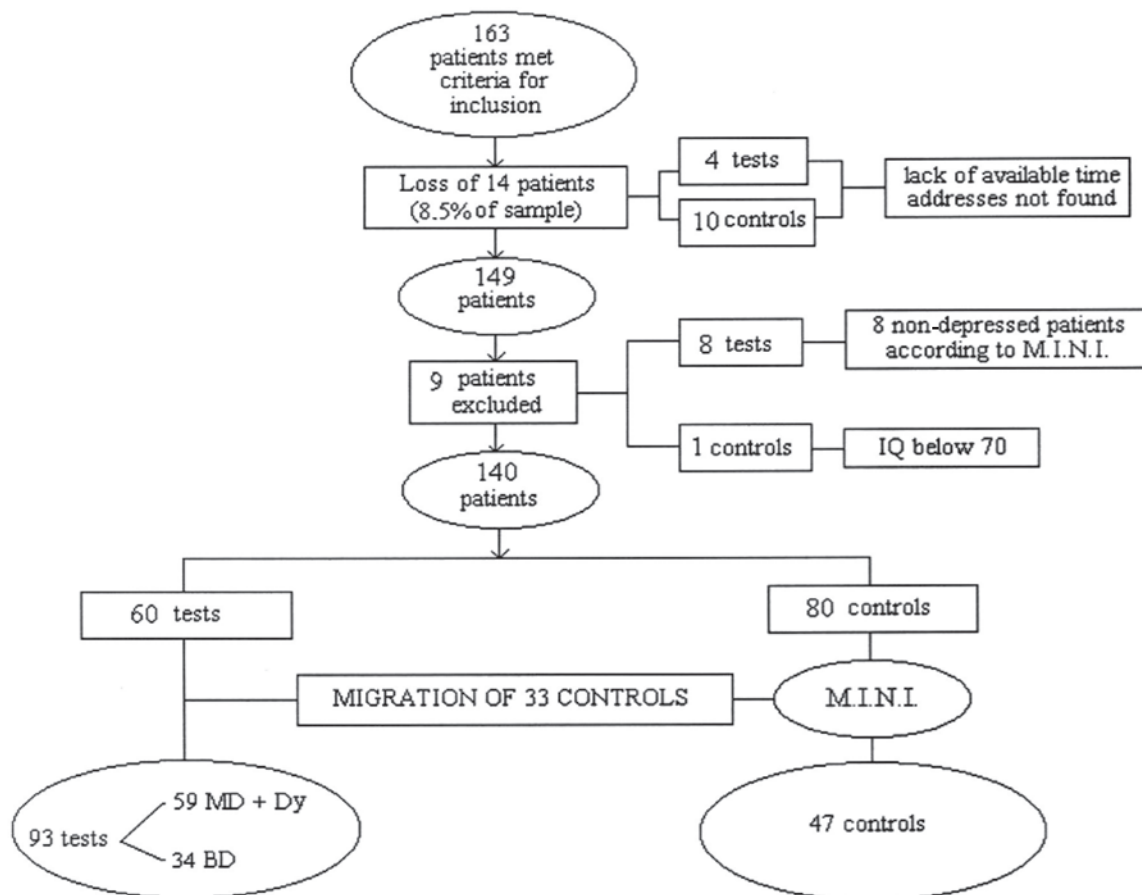 163
patients met
criteria for
inclusion
Loss of 14 patients
(8.5% of sample)
4 tests
10 controls
lack of available time
addresses not found
149
patients
9 patients
excluded
8 tests
8 non-depressed patients
according to M.I.N.I.
1 controls
IQ below 70
140
patients
60 tests
80 controls
MIGRATION OF 33 CONTROLS
M.I.N.I.
93 tests
59 MD + Dy
34 BD
47 controls